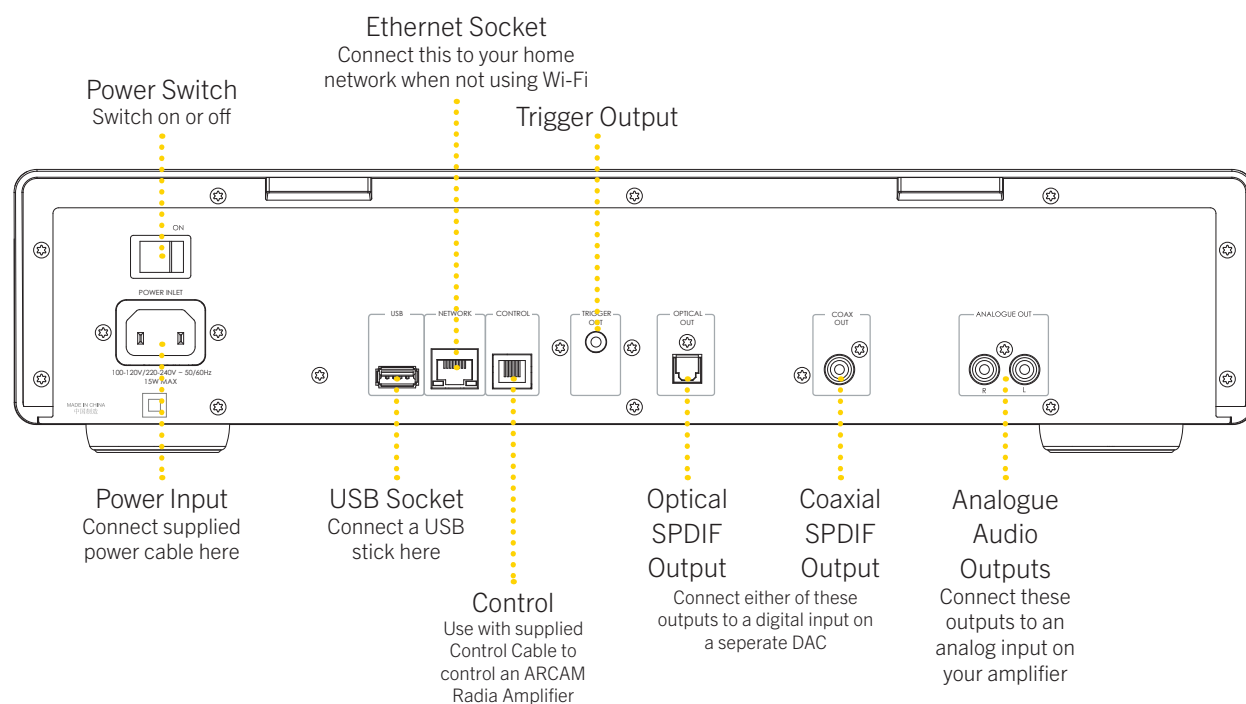 Ethernet Socket
Connect this to your home
network when not using Wi-Fi
Power Switch
Switch on or off
Trigger Output
ON
POWER INLET
100-120V/220-240V ~ 50/60Hz
15W MAX
MADE IN CHINA
中国制造
USB
NETWORK
CONTROL
TRIGGER
OUT
OPTICAL
OUT
COAX
OUT
ANALOGUE OUT
R
L
Power Input
Connect supplied
power cable here
USB Socket
Connect a USB
stick here
Control
Use with supplied
Control Cable to
control an ARCAM
Radia Amplifier
Optical
SPDIF
Output
Coaxial
SPDIF
Output
Connect either of these
outputs to a digital input on
a seperate DAC
Analogue
Audio
Outputs
Connect these
outputs to an
analog input on
your amplifier